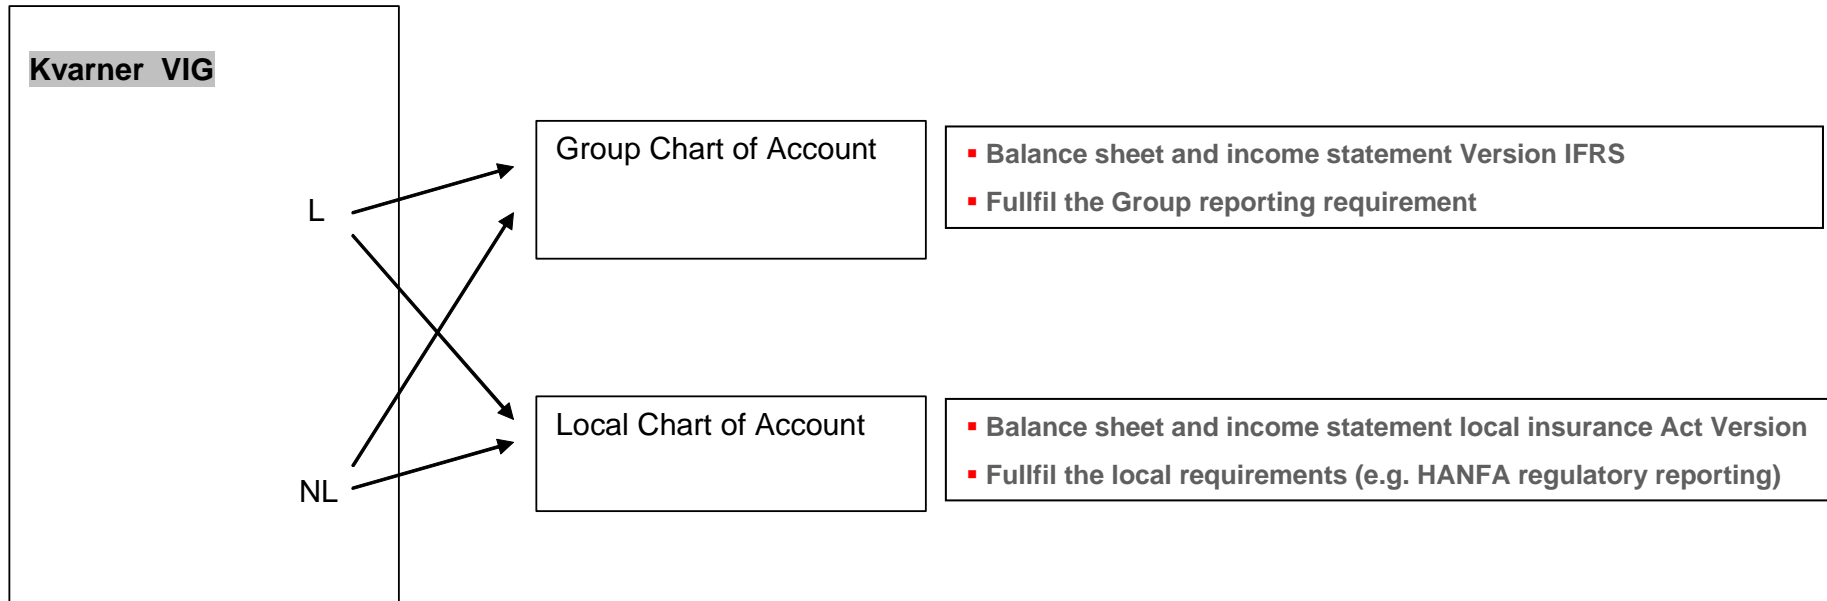 Kvarner VIG
L
NL
Group Chart of Account
▪ Balance sheet and income statement Version IFRS
▪ Fullfil the Group reporting requirement
Local Chart of Account
▪ Balance sheet and income statement local insurance Act Version
▪ Fullfil the local requirements (e.g. HANFA regulatory reporting)